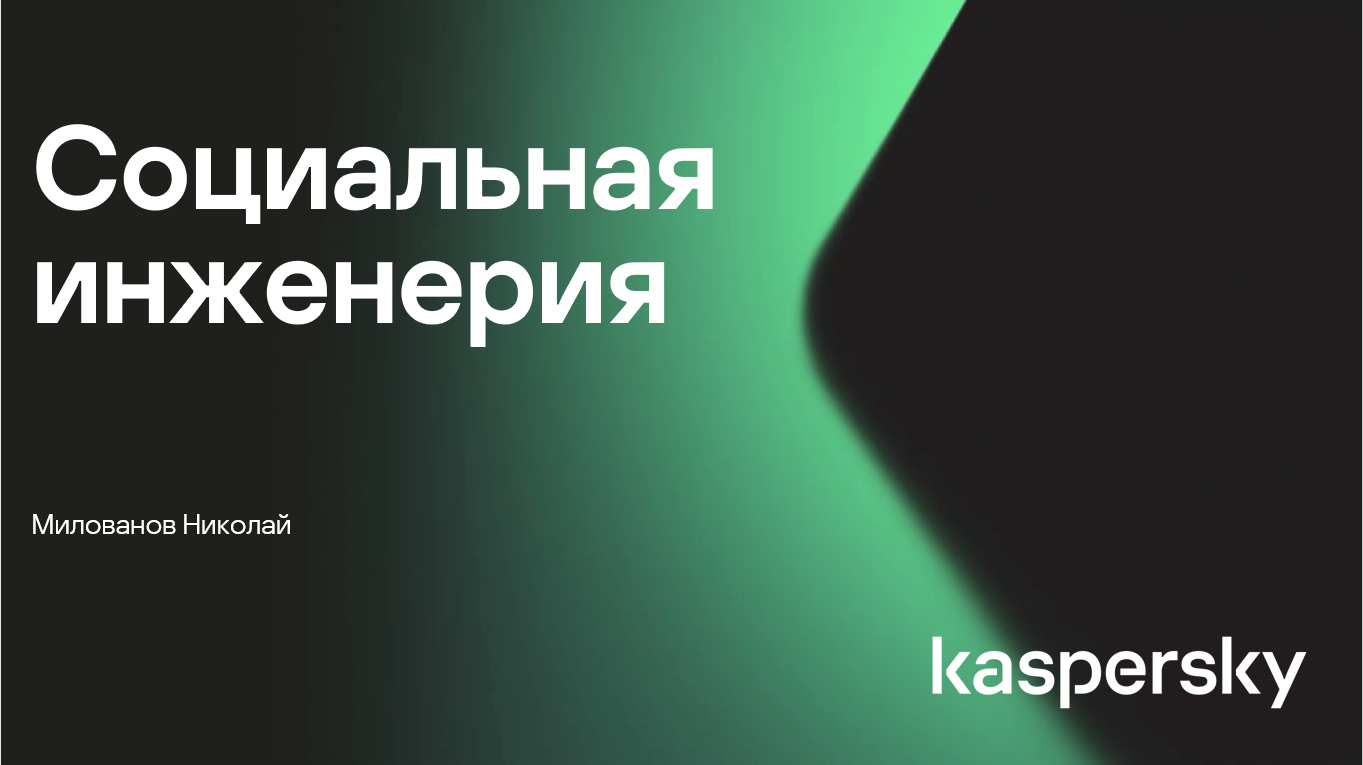 Социальная
инженерия
Милованов Николай
kaspersky